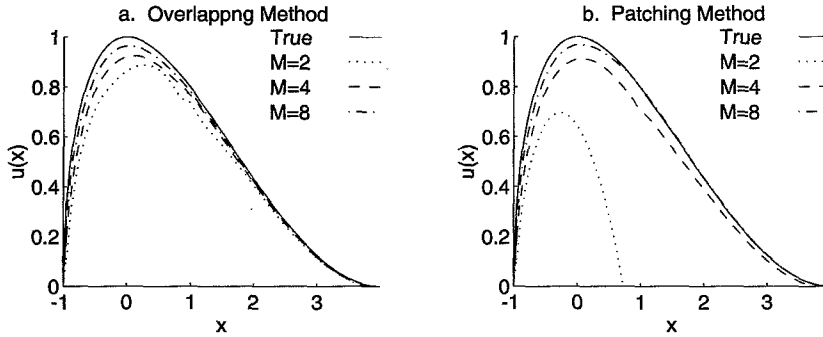 a. Overlappng Method
True
M=2
M=4
M=8
1
0.8
0.6
0.4
0.2
0
u(x)
-1 0 1 2 3
x
b. Patching Method
True
M=2
M=4
M=8
1
0.8
0.6
0.4
0.2
0
u(x)
-1 0 1 2 3
x